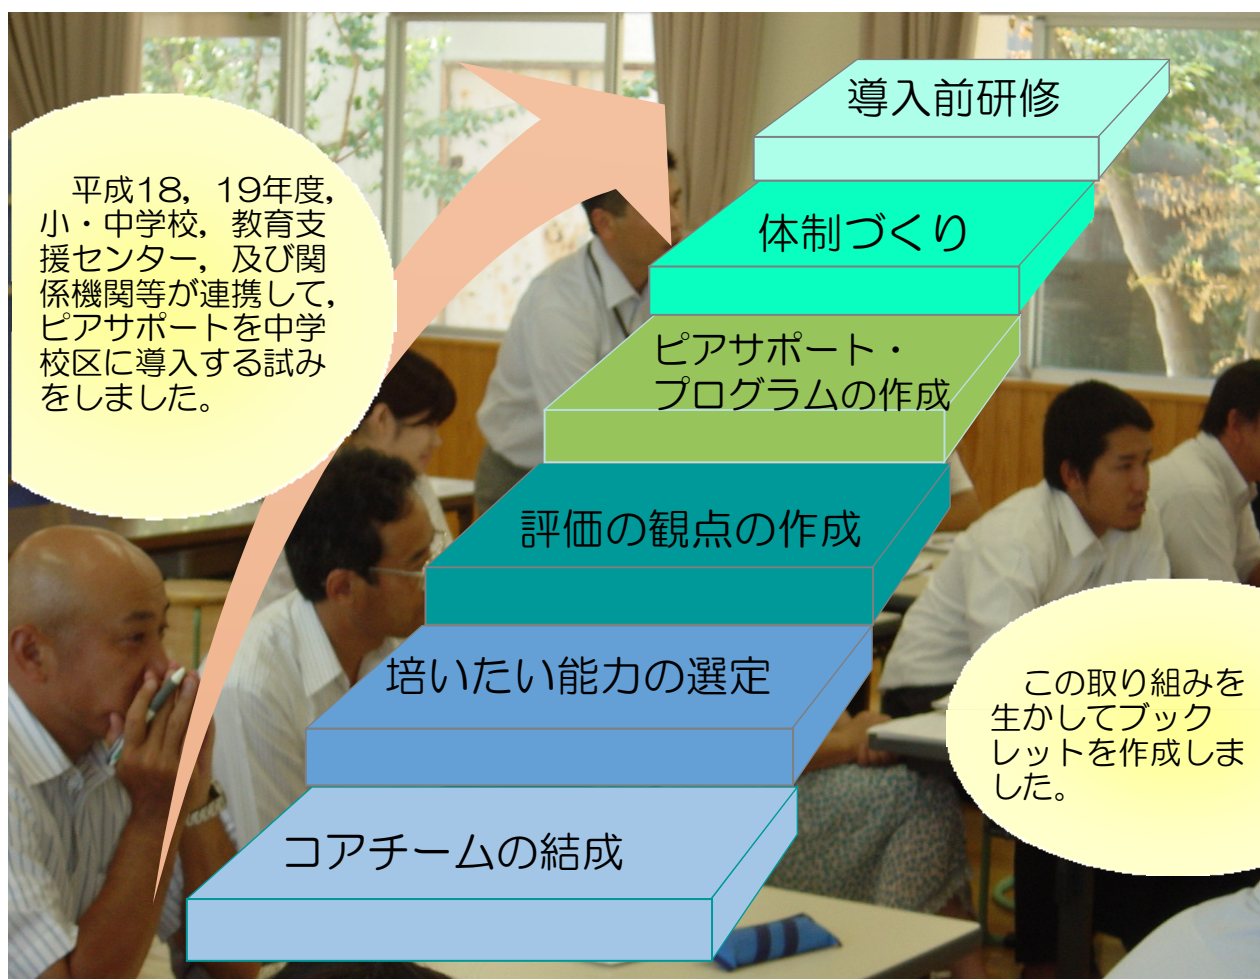 平成18，19年度，
小・中学校，教育支
援センター，及び関
係機関等が連携して，
ピアサポートを中学
校区に導入する試み
をしました。
導入前研修
体制づくり
ピアサポート・
プログラムの作成
評価の観点の作成
培いたい能力の選定
コアチームの結成
この取り組みを
生かしてブック
レットを作成しま
した。